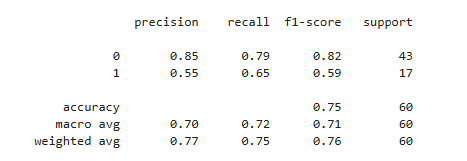 precision recall f1-score support
0 0.85 0.79 0.82 43
1 0.55 0.65 0.59 17
accuracy 0.75 60
macro avg 0.70 0.72 0.71 60
weighted avg 0.77 0.75 0.76 60